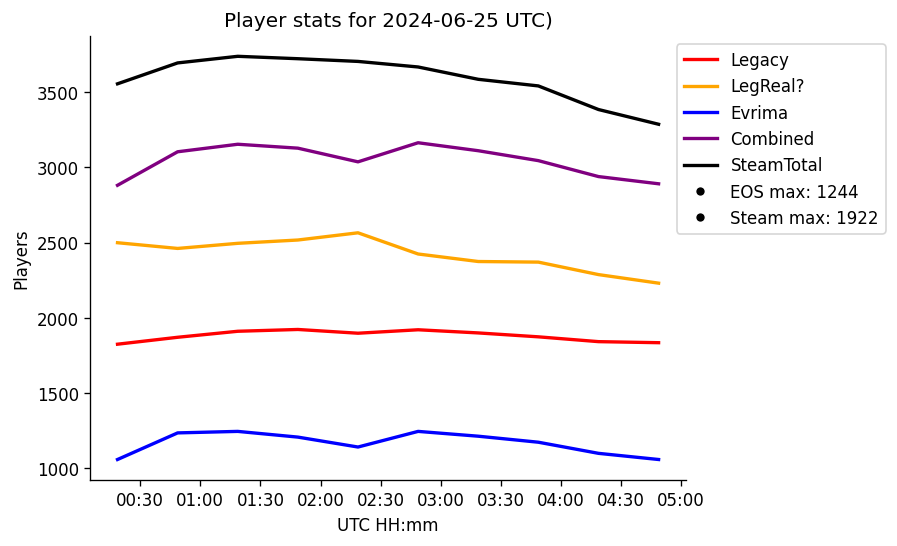 Player stats for 2024-06-25 UTC)
Legacy
LegReal?
Evrima
Combined
SteamTotal
EOS max: 1244
Steam max: 1922
Players
3500
3000
2500
2000
1500
1000
00:30 01:00 01:30 02:00 02:30 03:00 03:30 04:00 04:30 05:00
UTC HH:mm